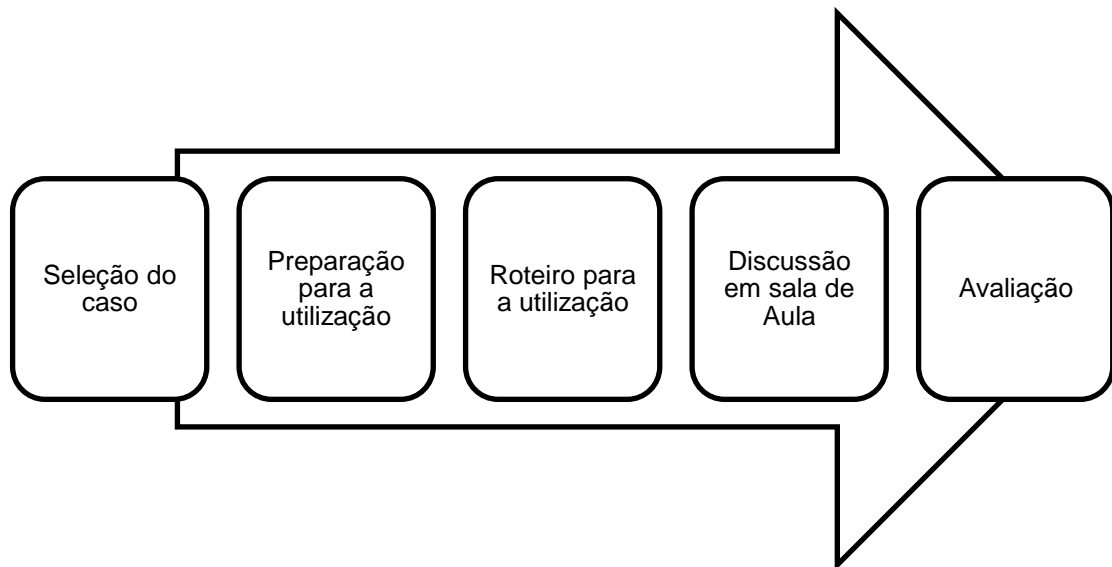 Seleção do
caso
Preparação
para a
utilização
Roteiro para
a utilização
Discussão
em sala de
Aula
Avaliação